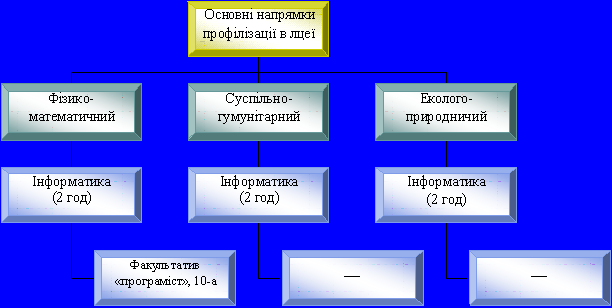 Основні напрямки
профілізації в лцеї
Фізико-
математичний
Суспільно-
гумунігарний
Еколого-
природничий
Інформатика
(2 год)
Інформатика
(2 год)
Інформатика
(2 год)
Факультатив
«програміст», 10-а
—
—